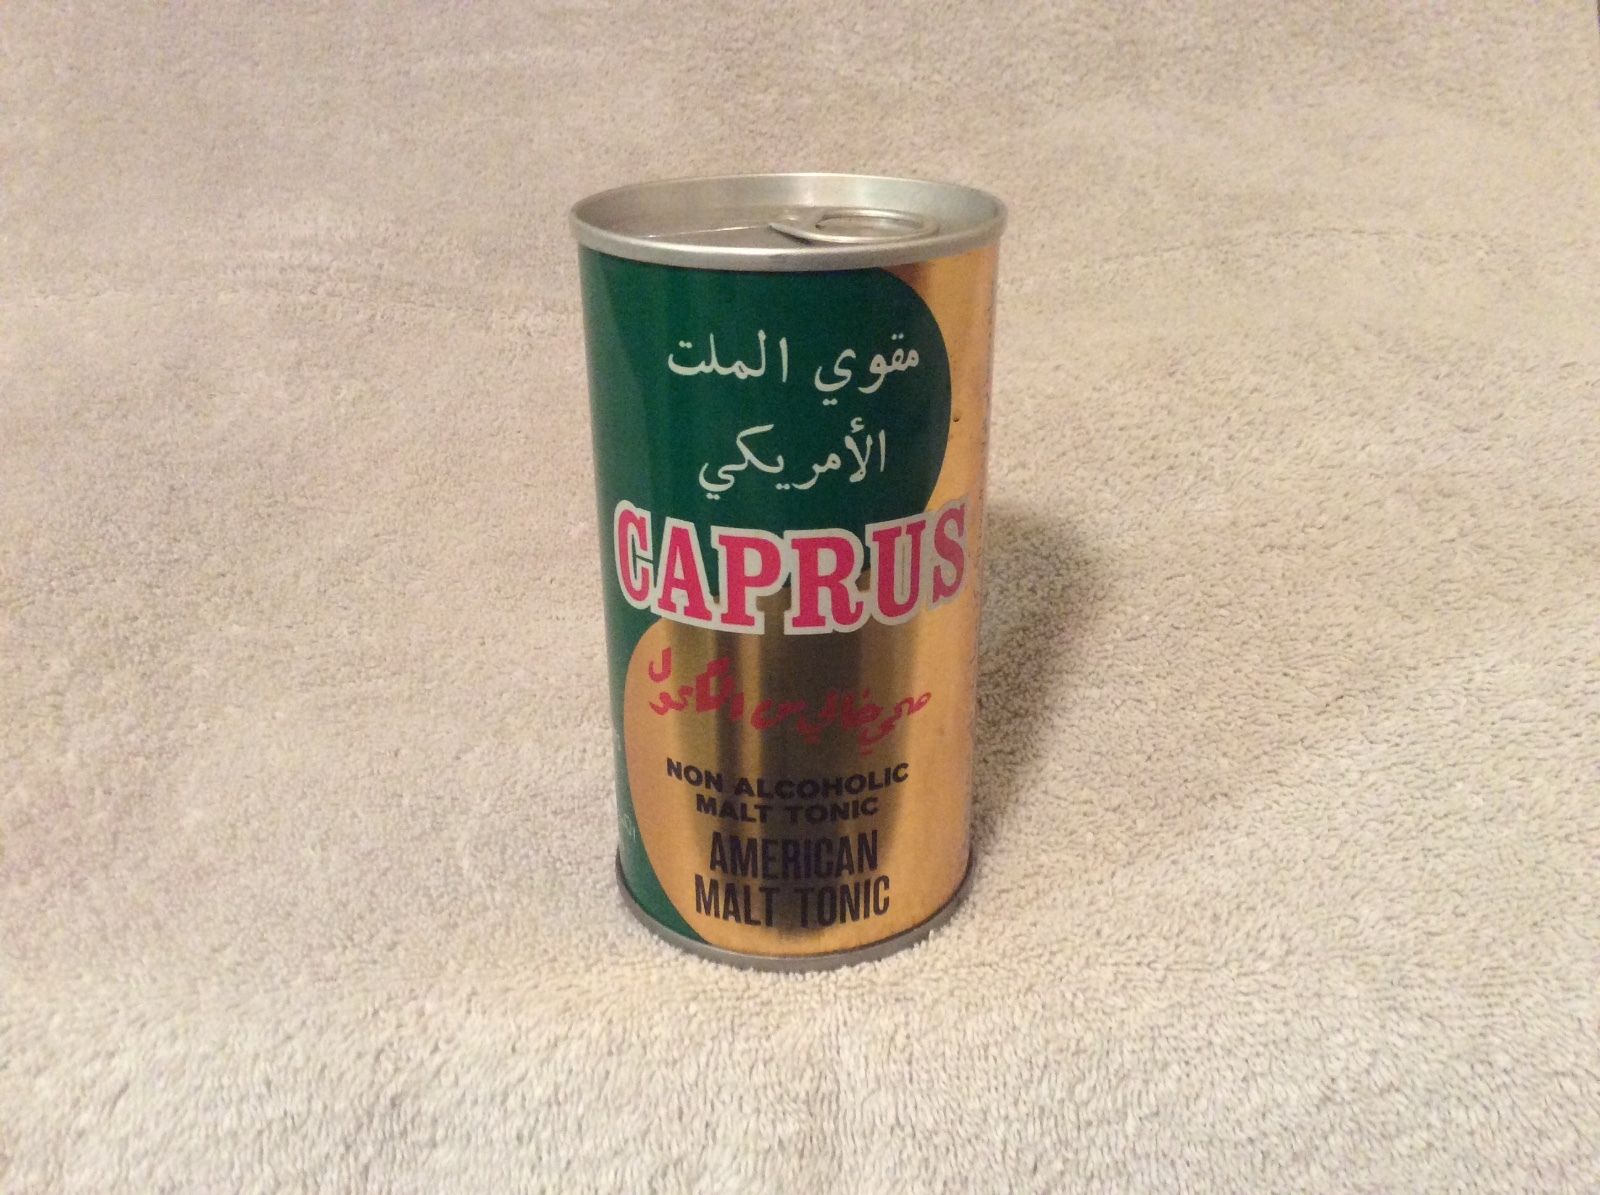 مقوي الملت
الأمريكي
CAPRUS
صحي خالي من الكحول
NON ALCOHOLIC
MALT TONIC
AMERICAN
MALT TONIC